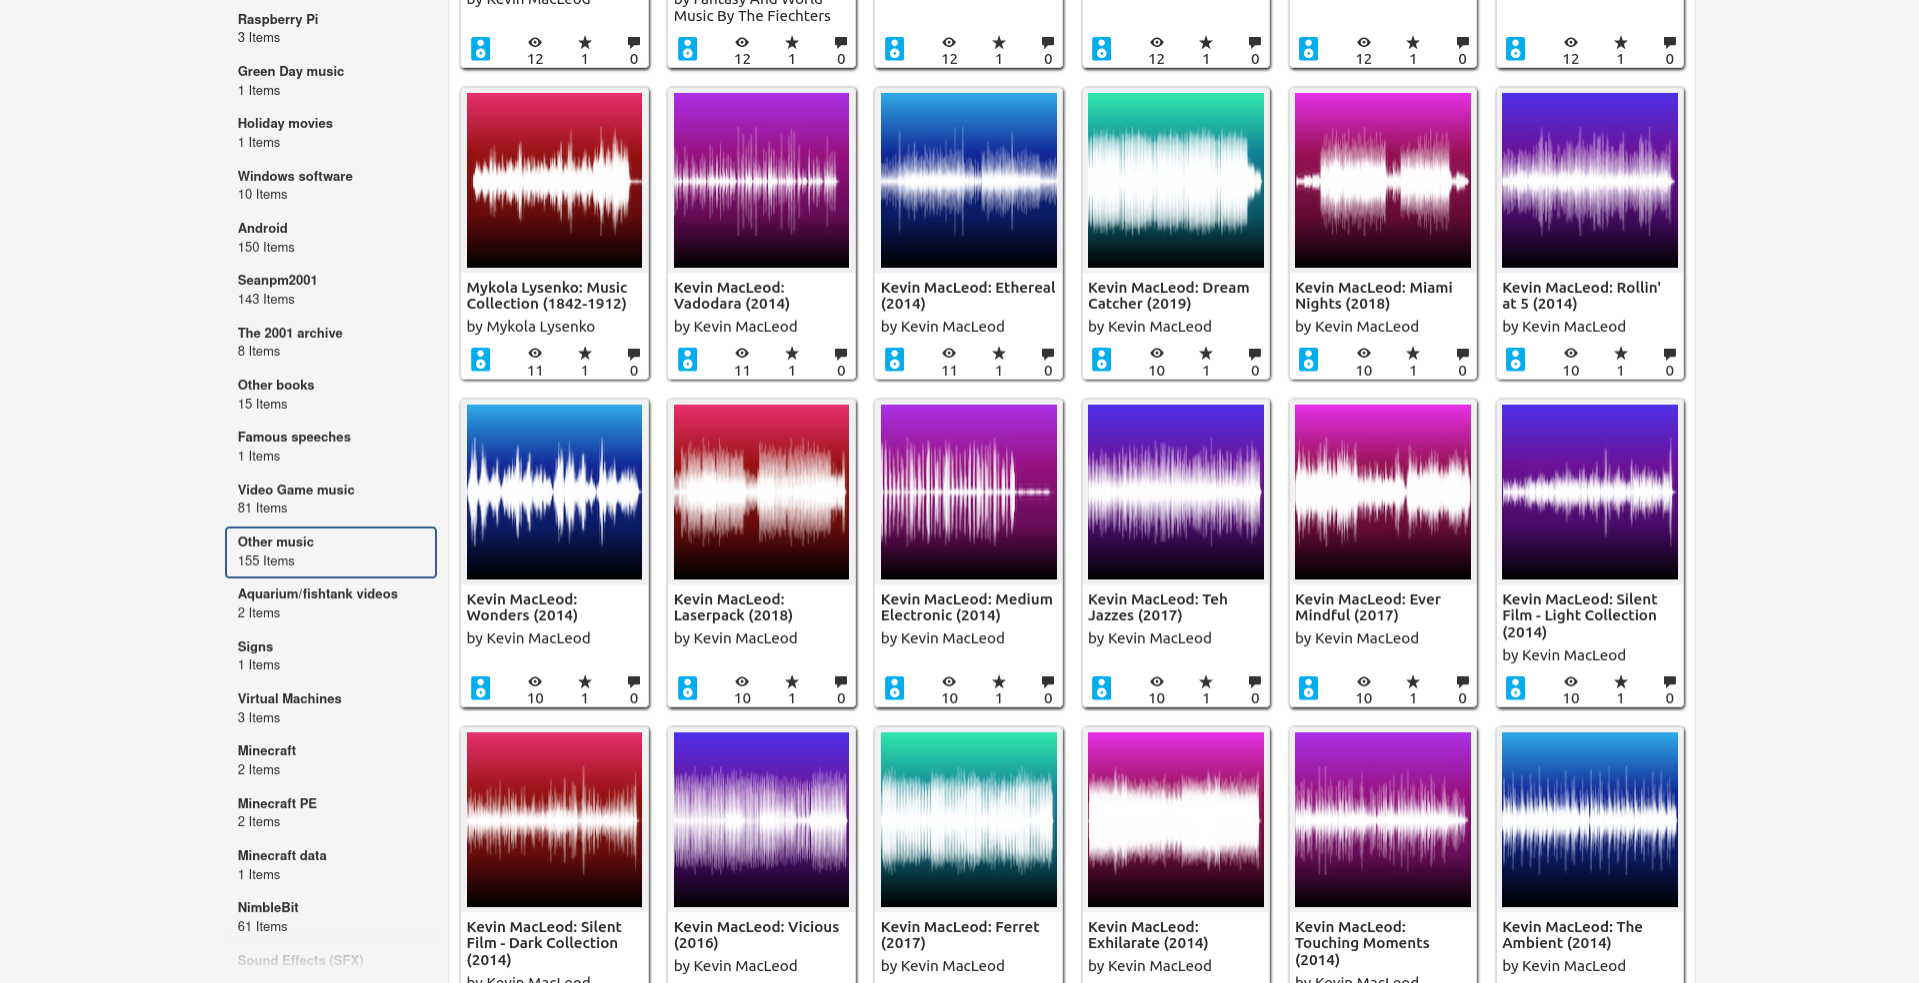 Raspberry Pi
3 Items
Green Day music
1 Items
Holiday movies
1 Items
Windows software
10 Items
Android
150 Items
Seanpm2001
143 Items
The 2001 archive
8 Items
Other books
15 Items
Famous speeches
1 Items
Video Game music
81 Items
Other music
155 Items
Aquarium/fishtank videos
2 Items
Signs
1 Items
Virtual Machines
3 Items
Minecraft
2 Items
Minecraft PE
2 Items
Minecraft data
1 Items
NimbleBit
61 Items
Sound Effects (SFX)
by Kevin MacLeod
12 1 0
by Fantasy And World
Music By The Fiechters
12 1 0
12 1 0
12 1 0
12 1 0
12 1 0
Mykola Lysenko: Music
Collection (1842-1912)
by Mykola Lysenko
11 1 0
Kevin MacLeod:
Vadodara (2014)
by Kevin MacLeod
11 1 0
Kevin MacLeod: Ethereal
(2014)
by Kevin MacLeod
11 1 0
Kevin MacLeod: Dream
Catcher (2019)
by Kevin MacLeod
10 1 0
Kevin MacLeod: Miami
Nights (2018)
by Kevin MacLeod
10 1 0
Kevin MacLeod: Rollin'
at 5 (2014)
by Kevin MacLeod
10 1 0
Kevin MacLeod:
Wonders (2014)
by Kevin MacLeod
10 1 0
Kevin MacLeod:
Laserpack (2018)
by Kevin MacLeod
10 1 0
Kevin MacLeod: Medium
Electronic (2014)
by Kevin MacLeod
10 1 0
Kevin MacLeod: Teh
Jazzes (2017)
by Kevin MacLeod
10 1 0
Kevin MacLeod: Ever
Mindful (2017)
by Kevin MacLeod
10 1 0
Kevin MacLeod: Silent
Film - Light Collection
(2014)
by Kevin MacLeod
10 1 0
Kevin MacLeod: Silent
Film - Dark Collection
(2014)
by Kevin MacLeod
Kevin MacLeod: Vicious
(2016)
by Kevin MacLeod
Kevin MacLeod: Ferret
(2017)
by Kevin MacLeod
Kevin MacLeod:
Exhilarate (2014)
by Kevin MacLeod
Kevin MacLeod:
Touching Moments
(2014)
by Kevin MacLeod
Kevin MacLeod: The
Ambient (2014)
by Kevin MacLeod